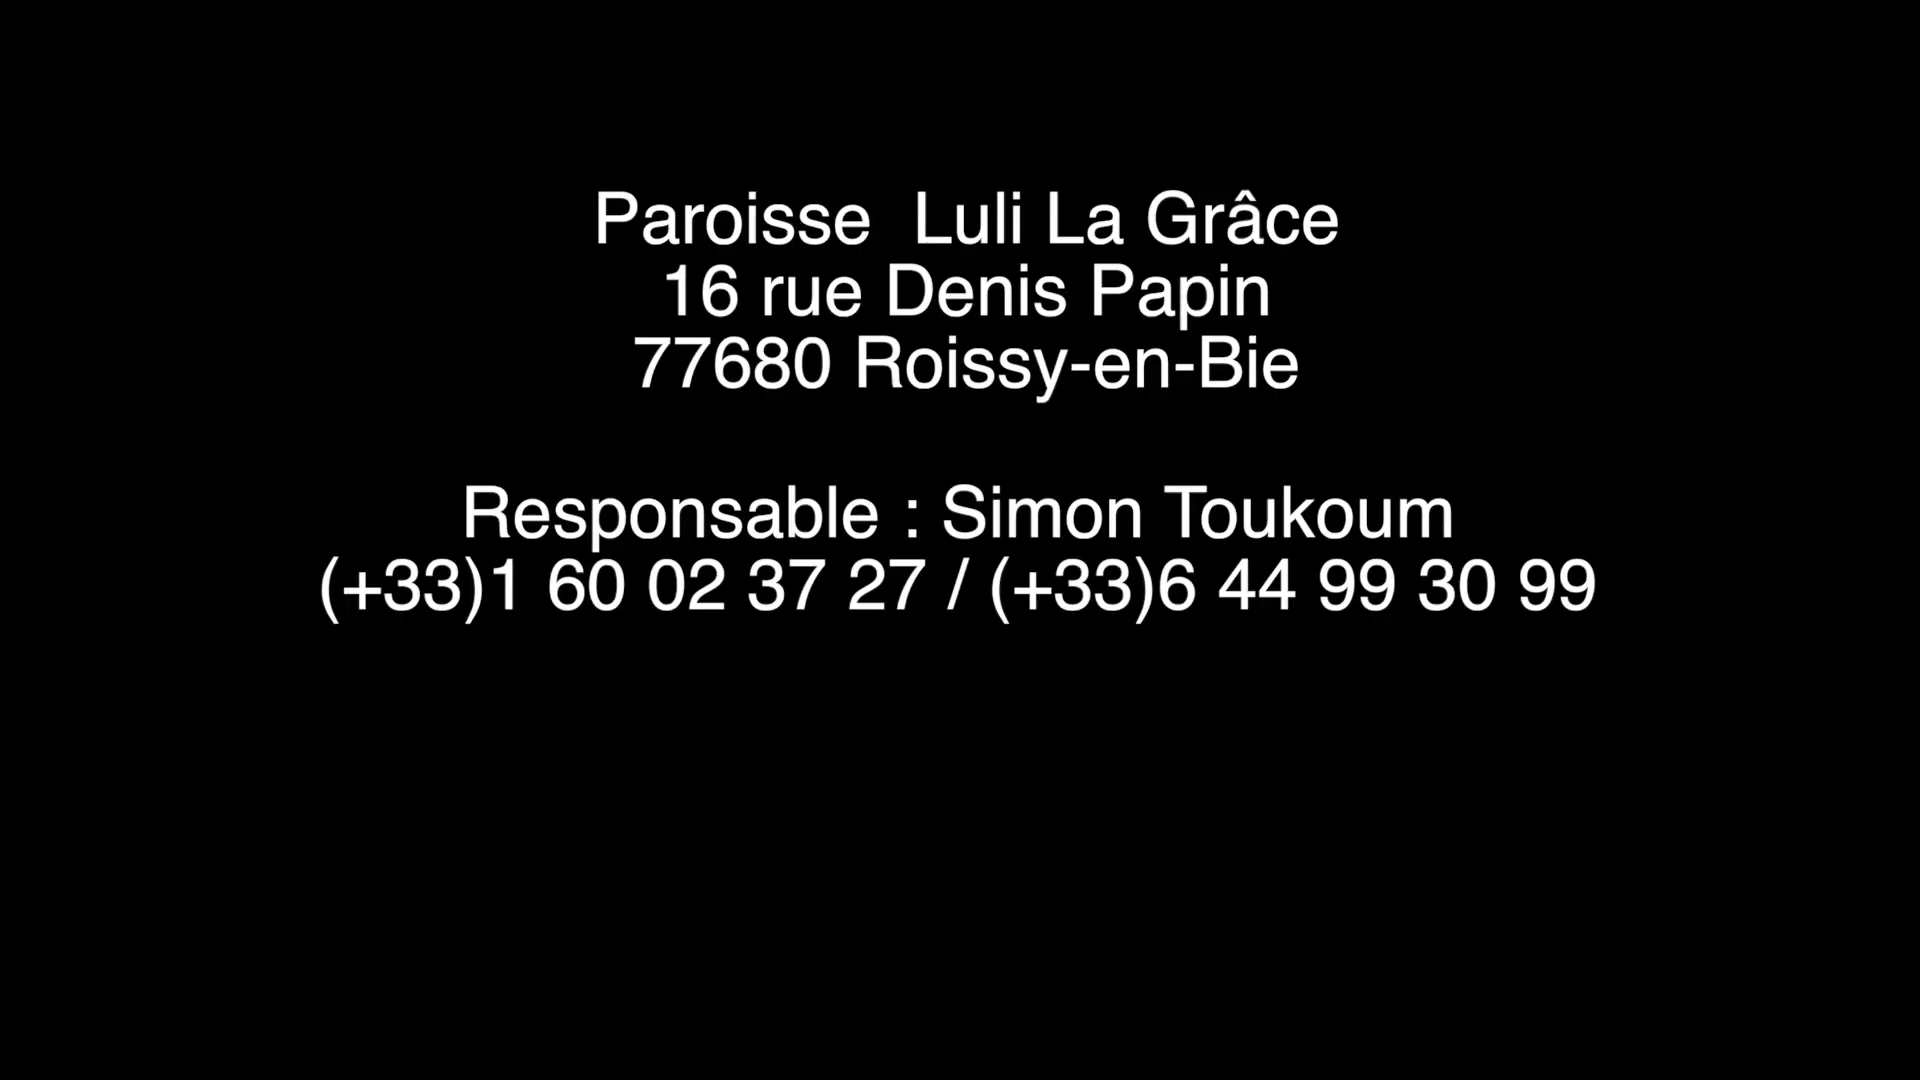 Paroisse  Luli La Grâce
16 rue Denis Papin
77680 Roissy-en-Bie
Responsable : Simon Toukoum
(+33)1 60 02 37 27 / (+33)6 44 99 30 99